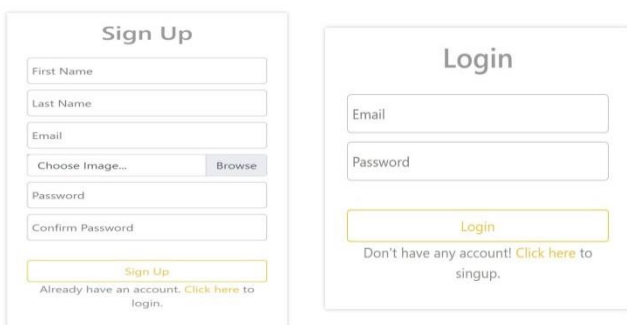 Sign Up
First Name
Last Name
Email
Choose Image... Browse
Password
Confirm Password
Sign Up
Already have an account. Click here to
login.
Login
Email
Password
Login
Don't have any account! Click here to
singup.